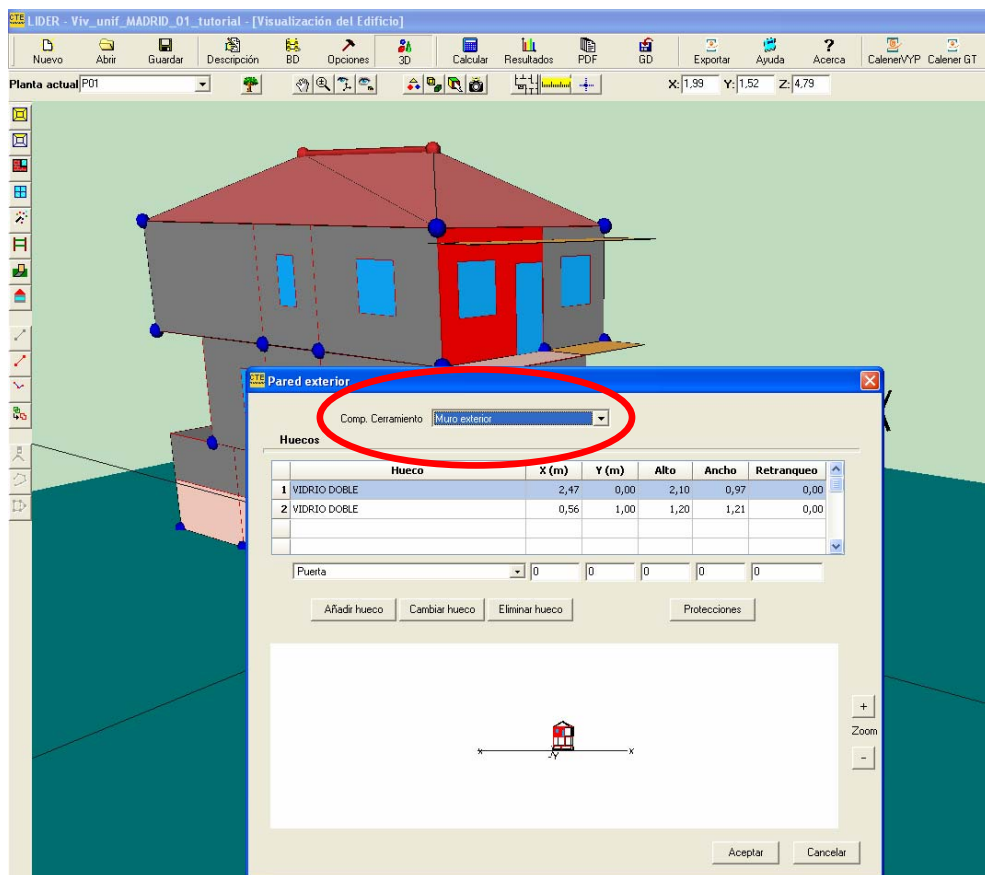 CTE LIDER - Viv_unif_MADRID_01_tutorial - [Visualización del Edificio]
Nuevo Abrir Guardar Descripción BD Opciones 3D Calcular Resultados PDF GD Exportar Ayuda Acerca CalenerVYP Calener GT
Planta actual P01 X: 1,99 Y: 1,52 Z: 4,79
CTE Pared exterior
Comp. Cerramiento Muro exterior
Huecos
Hueco X (m) Y (m) Alto Ancho Retranqueo
1 VIDRIO DOBLE 2,47 0,00 2,10 0,97 0,00
2 VIDRIO DOBLE 0,56 1,00 1,20 1,21 0,00
Puerta 0 0 0 0 0
Añadir hueco Cambiar hueco Eliminar hueco Protecciones
+
Zoom
-
x -Y x
Aceptar Cancelar